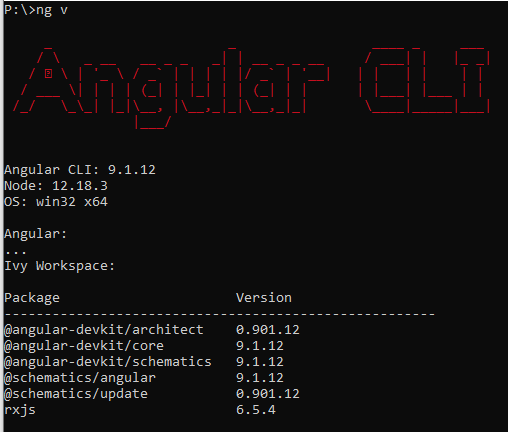 P:\>ng v
Angular CLI
Angular CLI: 9.1.12
Node: 12.18.3
OS: win32 x64
Angular:
...
Ivy Workspace:
Package Version
------------------------------------------------------
@angular-devkit/architect 0.901.12
@angular-devkit/core 9.1.12
@angular-devkit/schematics 9.1.12
@schematics/angular 9.1.12
@schematics/update 0.901.12
rxjs 6.5.4